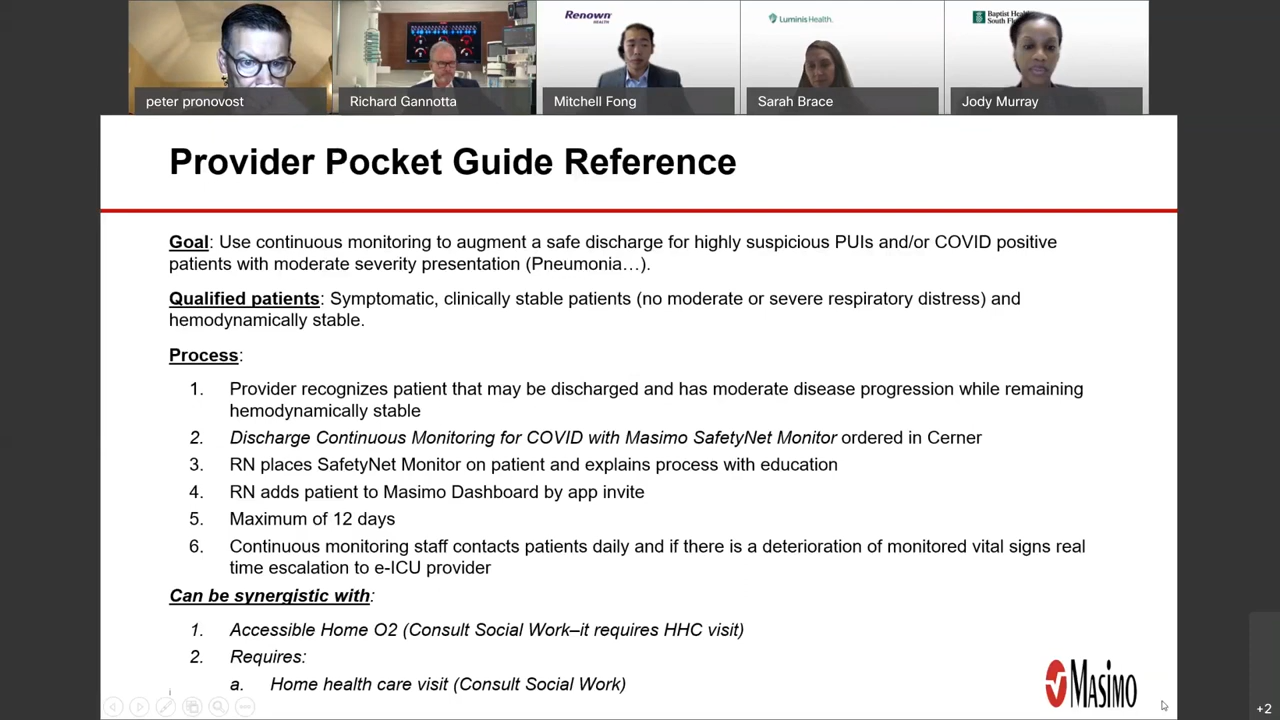 Renown
HEALTH
Luminis Health.
Baptist Health
peter pronovost
Richard Gannotta
Mitchell Fong
Sarah Brace
Jody Murray
Provider Pocket Guide Reference
Goal: Use continuous monitoring to augment a safe discharge for highly suspicious PUIs and/or COVID positive
patients with moderate severity presentation (Pneumonia…).
Qualified patients: Symptomatic, clinically stable patients (no moderate or severe respiratory distress) and
hemodynamically stable.
Process:
1. Provider recognizes patient that may be discharged and has moderate disease progression while remaining
hemodynamically stable
2. Discharge Continuous Monitoring for COVID with Masimo SafetyNet Monitor ordered in Cerner
3. RN places SafetyNet Monitor on patient and explains process with education
4. RN adds patient to Masimo Dashboard by app invite
5. Maximum of 12 days
6. Continuous monitoring staff contacts patients daily and if there is a deterioration of monitored vital signs real
time escalation to e-ICU provider
Can be synergistic with:
1. Accessible Home O2 (Consult Social Work–it requires HHC visit)
2. Requires:
a. Home health care visit (Consult Social Work)
Masimo
+2